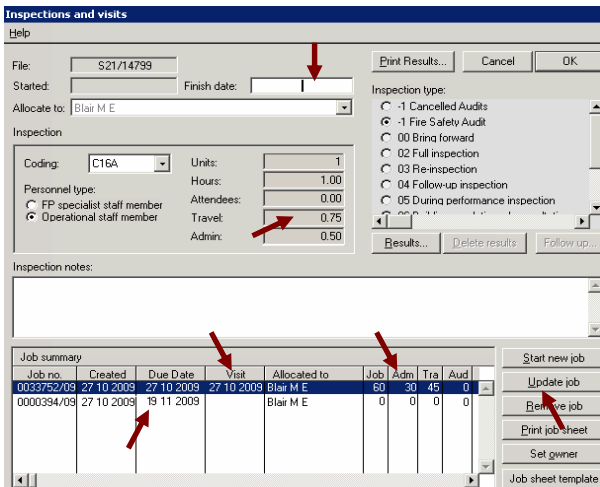 Inspections and visits
Help
File: S21/14799
Started: Finish date:
Allocate to: Blair M E
Print Results... Cancel OK
Inspection type:
-1 Cancelled Audits
-1 Fire Safety Audit
00 Bring forward
02 Full inspection
03 Re-inspection
04 Follow-up inspection
05 During performance inspection
Results... Delete results Follow up...
Inspection
Coding: C16A
Personnel type:
FP specialist staff member
Operational staff member
Units: 1
Hours: 1.00
Attendees: 0.00
Travel: 0.75
Admin: 0.50
Inspection notes:
Job summary
Job no. Created Due Date Visit Allocated to Job Adm Tra Aud
0033752/09 27 10 2009 27 10 2009 27 10 2009 Blair M E 60 30 45 0
0000394/09 27 10 2009 19 11 2009 Blair M E 0 0 0 0
Start new job
Update job
Remove job
Print job sheet
Set owner
Job sheet template